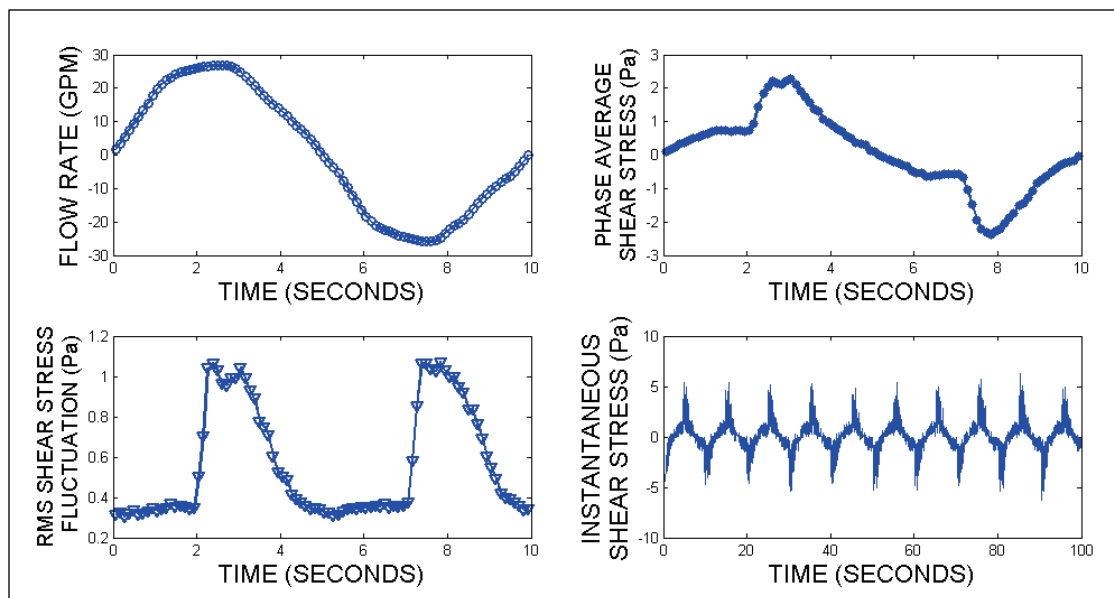 30
20
10
0
-10
-20
-30
0 2 4 6 8 10
FLOW RATE (GPM)
TIME (SECONDS)
3
2
1
0
-1
-2
-3
0 2 4 6 8 10
PHASE AVERAGE
SHEAR STRESS (Pa)
TIME (SECONDS)
1.2
1
0.8
0.6
0.4
0.2
0 2 4 6 8 10
RMS SHEAR STRESS
FLUCTUATION (Pa)
TIME (SECONDS)
10
5
0
-5
-10
0 20 40 60 80 100
INSTANTANEOUS
SHEAR STRESS (Pa)
TIME (SECONDS)